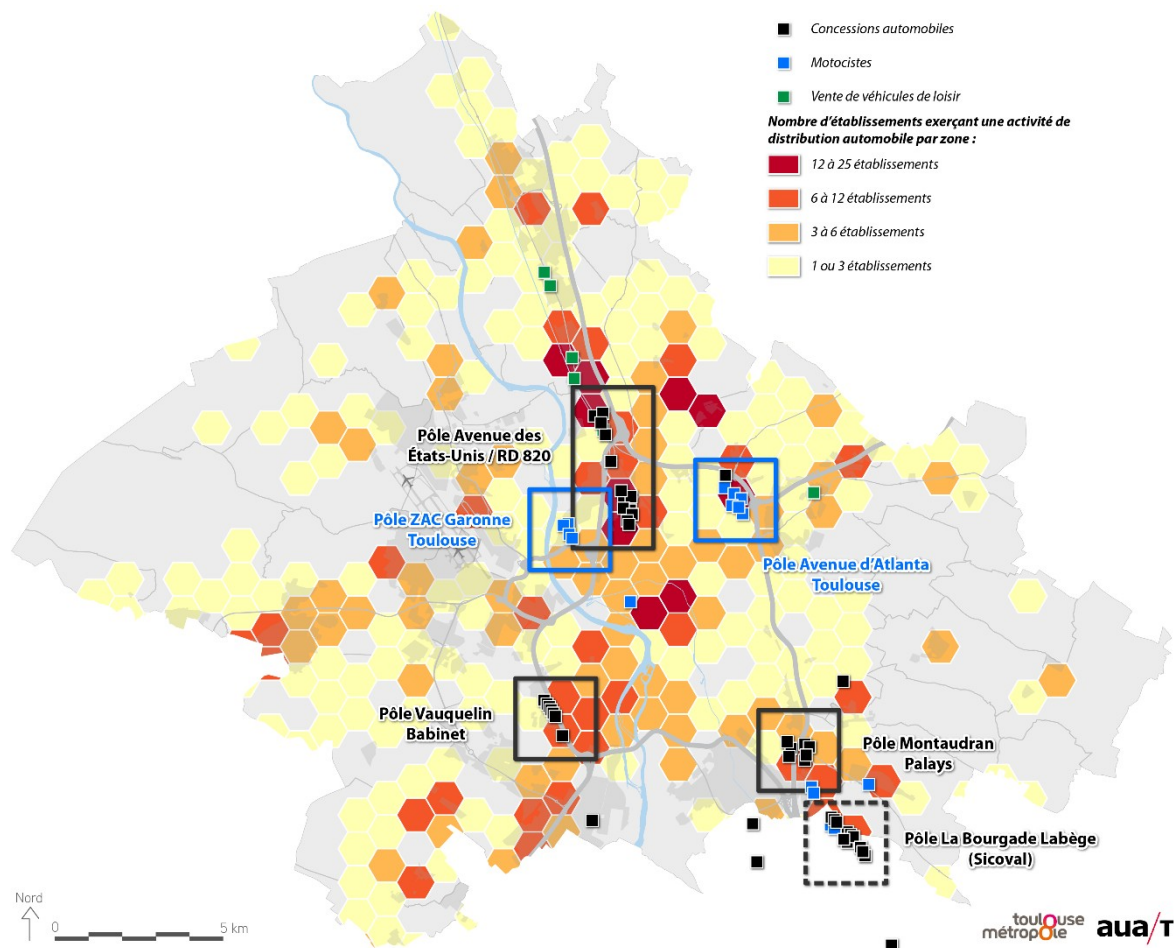 Concessions automobiles
Motocistes
Vente de véhicules de loisir
Nombre d'établissements exerçant une activité de
distribution automobile par zone :
12 à 25 établissements
6 à 12 établissements
3 à 6 établissements
1 ou 3 établissements
Pôle Avenue des
États-Unis / RD 820
Pôle ZAC Garonne
Toulouse
Pôle Avenue d'Atlanta
Toulouse
Pôle Vauquelin
Babinet
Pôle Montaudran
Palays
Pôle La Bourgade Labège
(Sicoval)
Nord
0 5 km
toulouse
métropole
aua/T